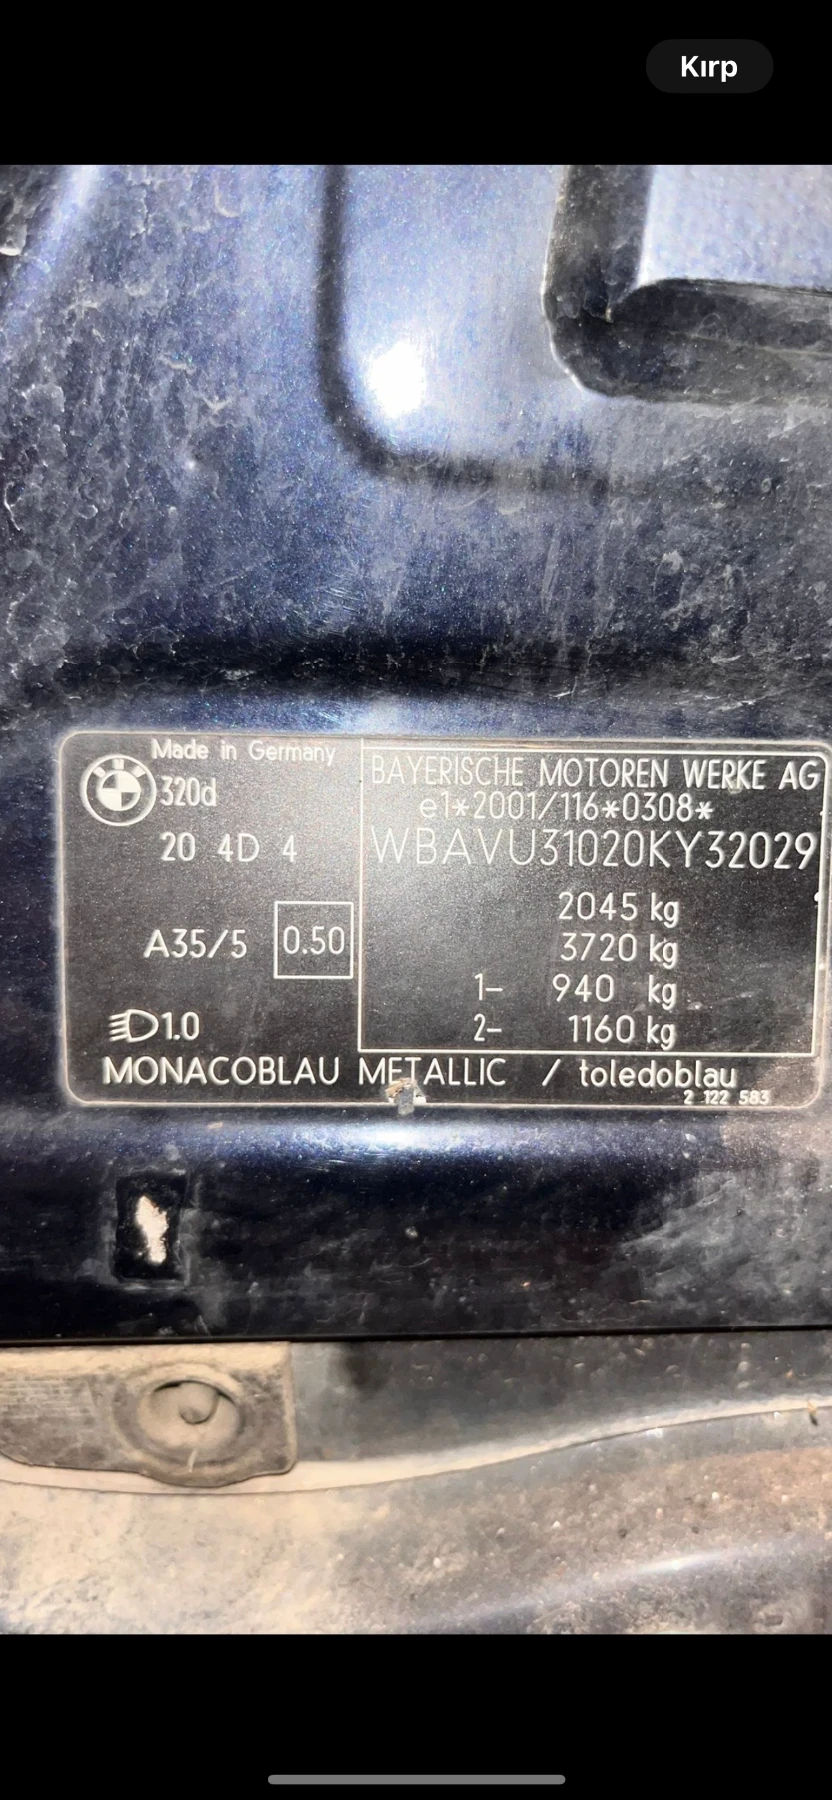 Kırp
Made in Germany
320d
20 4D 4
A35/5 0.50
1.0
BAYERISCHE MOTOREN WERKE AG
e1*2001/116*0308*
WBAVU31020KY32029
2045 kg
3720 kg
1– 940 kg
2– 1160 kg
MONACOBLAU METALLIC / toledoblau
2 122 583